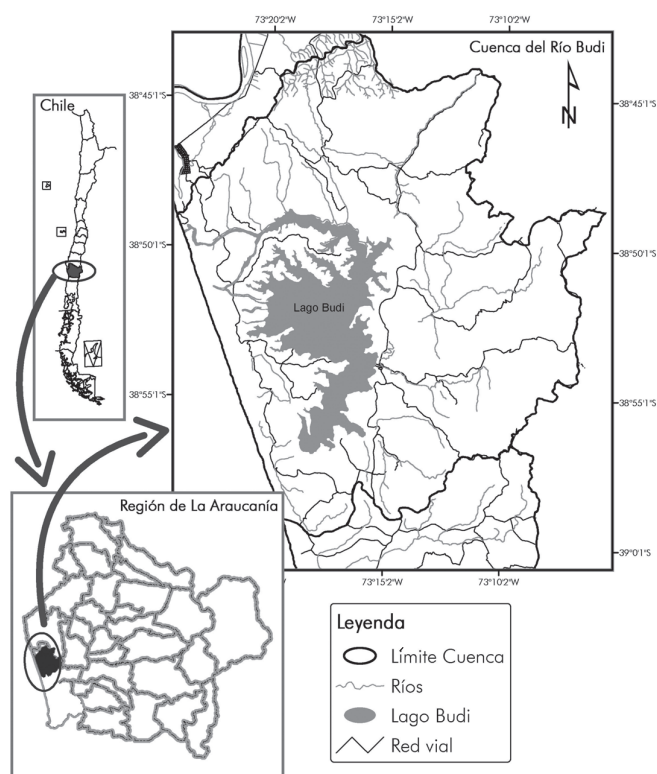 73°20'2"W 73°15'2"W 73°10'2"W
Cuenca del Río Budi
N
Chile
38°45'1"S
38°45'1"S
38°50'1"S
38°50'1"S
Lago Budi
38°55'1"S
38°55'1"S
Región de La Araucanía
39°0'1"S
73°15'2"W 73°10'2"W
Leyenda
Límite Cuenca
Ríos
Lago Budi
Red vial